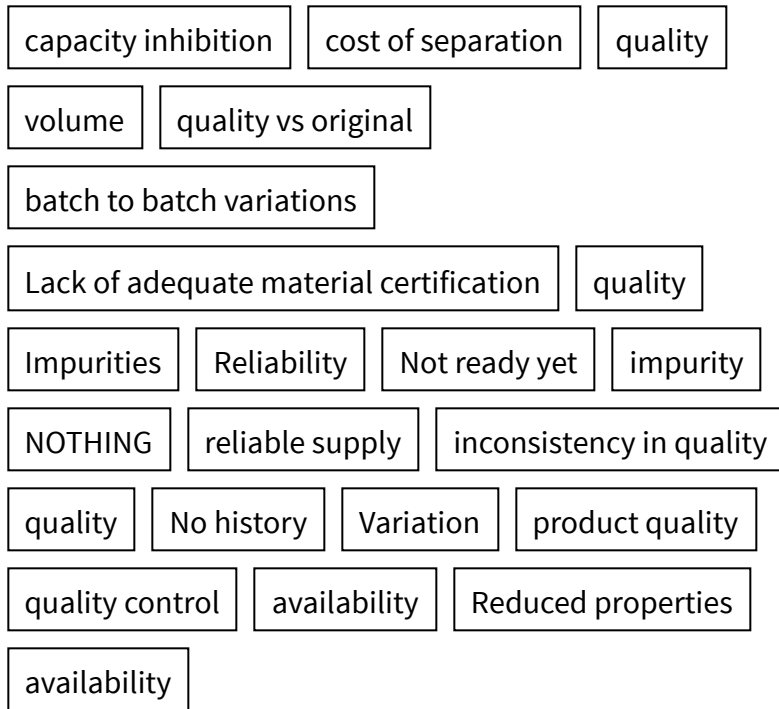 capacity inhibition cost of separation quality
volume quality vs original
batch to batch variations
Lack of adequate material certification quality
Impurities Reliability Not ready yet impurity
NOTHING reliable supply inconsistency in quality
quality No history Variation product quality
quality control availability Reduced properties
availability